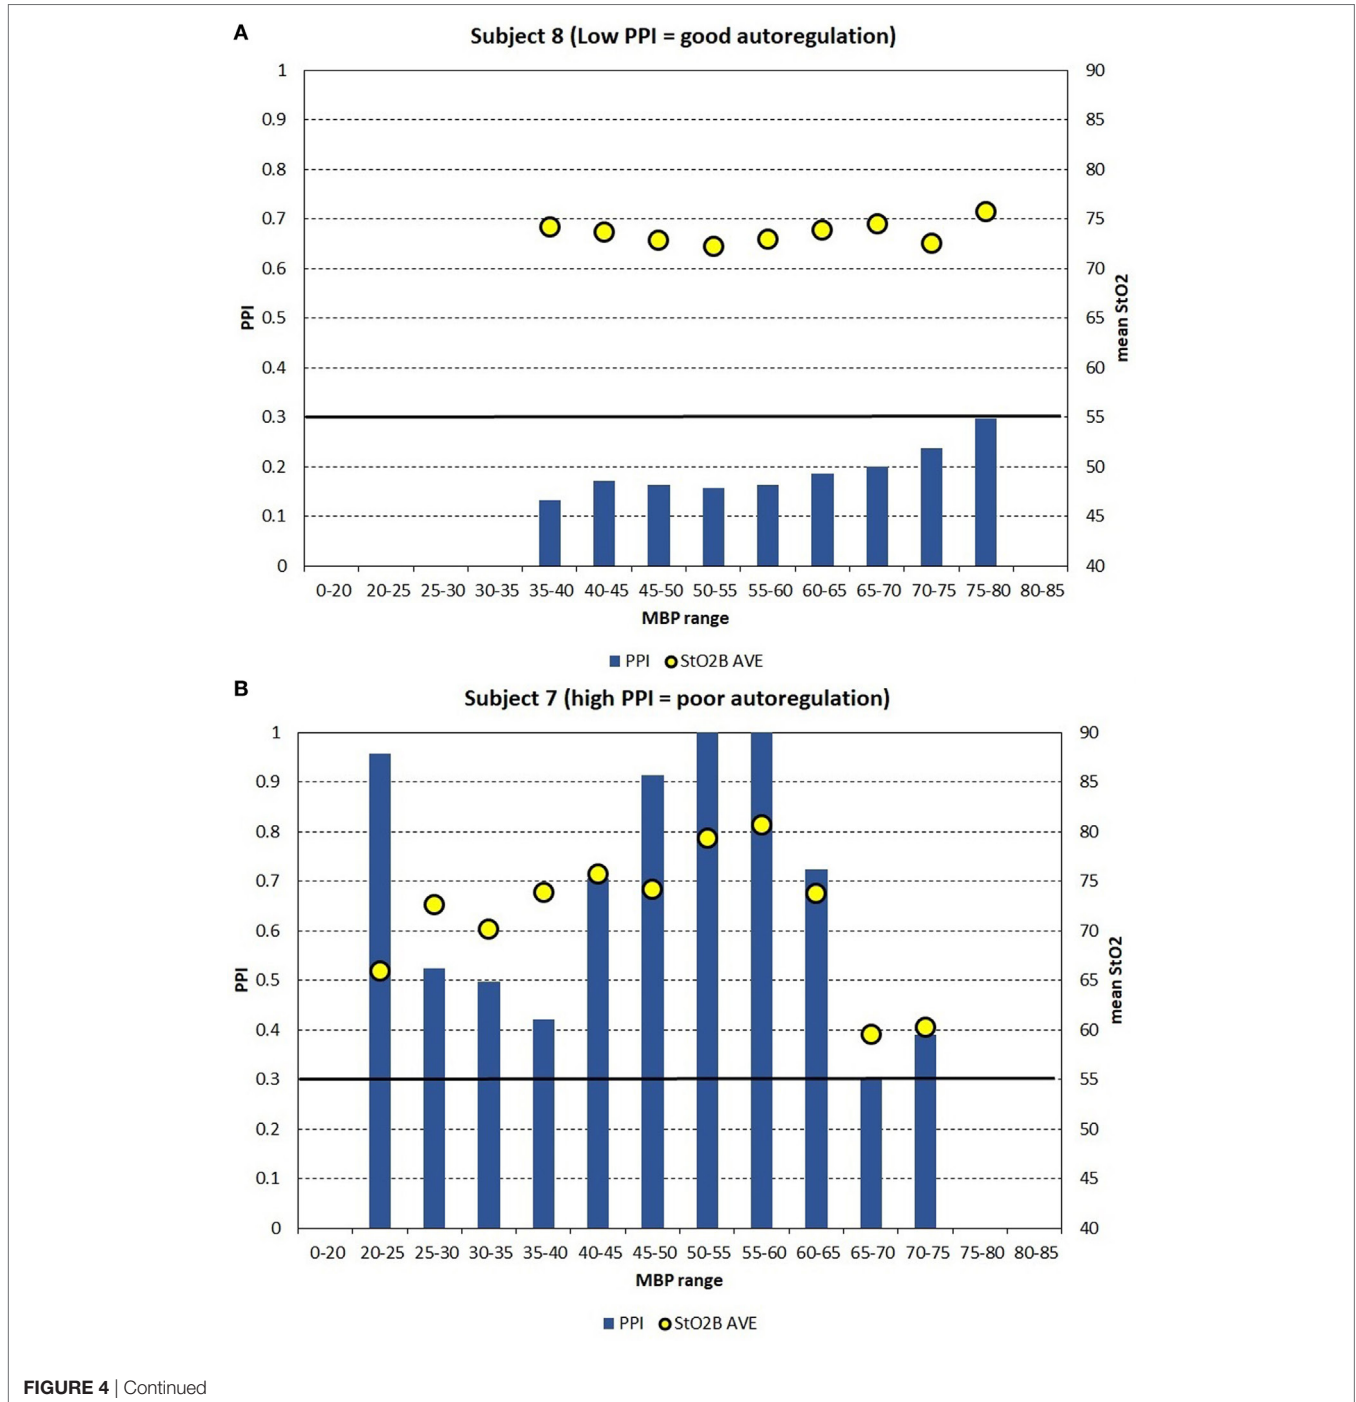 A
Subject 8 (Low PPI = good autoregulation)
1 90
0.9 85
0.8 80
0.7 75
0.6 70
0.5 65
0.4 60
0.3 55
0.2 50
0.1 45
0 40
PPI
mean StO2
0-20 20-25 25-30 30-35 35-40 40-45 45-50 50-55 55-60 60-65 65-70 70-75 75-80 80-85
MBP range
PPI StO2B AVE
B
Subject 7 (high PPI = poor autoregulation)
1 90
0.9 85
0.8 80
0.7 75
0.6 70
0.5 65
0.4 60
0.3 55
0.2 50
0.1 45
0 40
PPI
mean StO2
0-20 20-25 25-30 30-35 35-40 40-45 45-50 50-55 55-60 60-65 65-70 70-75 75-80 80-85
MBP range
PPI StO2B AVE
FIGURE 4 | Continued